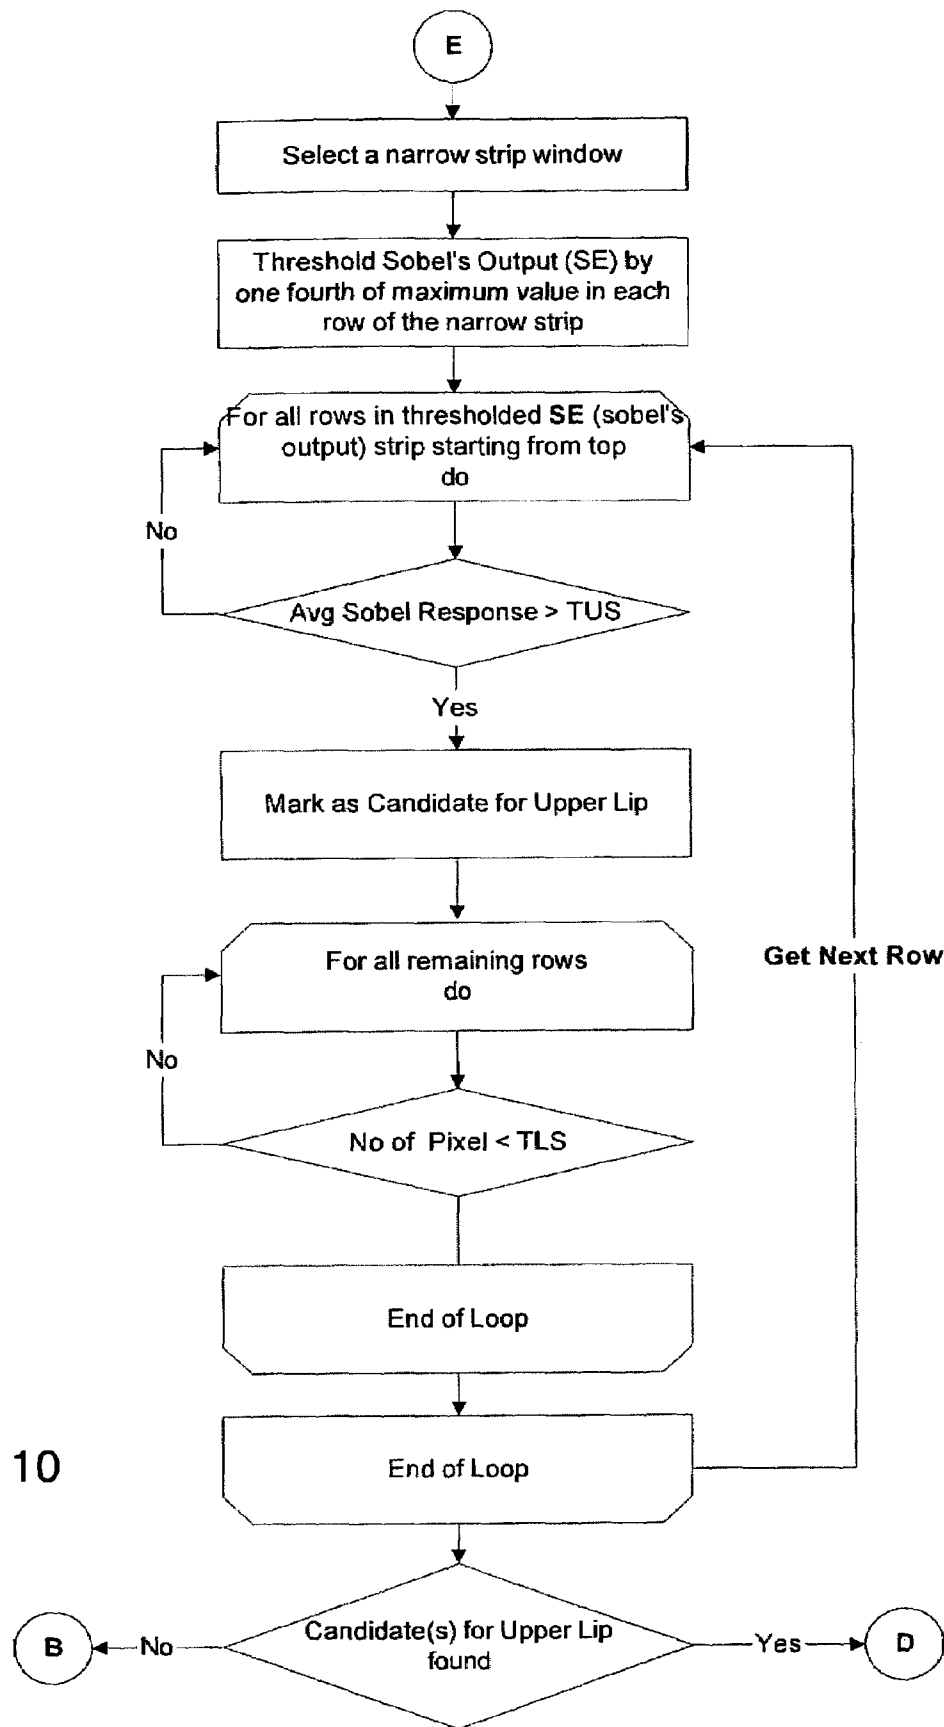 E
Select a narrow strip window
Threshold Sobel's Output (SE) by
one fourth of maximum value in each
row of the narrow strip
For all rows in thresholded SE (sobel's
output) strip starting from top
do
No
Avg Sobel Response > TUS
Yes
Mark as Candidate for Upper Lip
For all remaining rows
do
Get Next Row
No
No of Pixel < TLS
End of Loop
10
End of Loop
Candidate(s) for Upper Lip
found
B
No
Yes
D